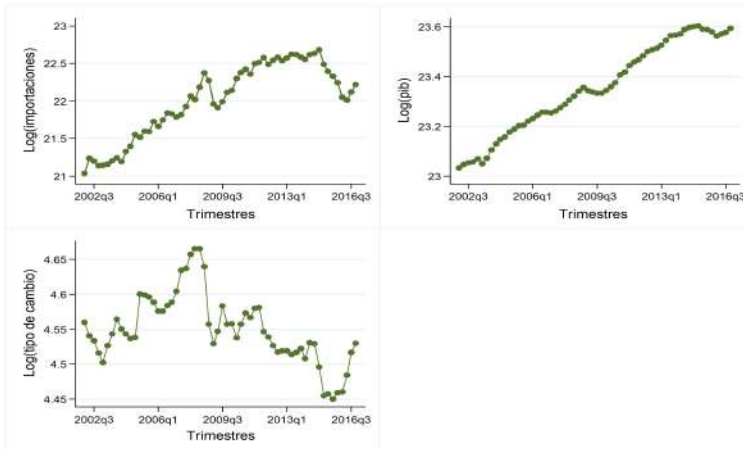 Log(importaciones)
23
22.5
22
21.5
21
2002q3 2006q1 2009q3 2013q1 2016q3
Trimestres
Log(pib)
23.6
23.4
23.2
23
2002q3 2006q1 2009q3 2013q1 2016q3
Trimestres
Log(tipo de cambio)
4.65
4.6
4.55
4.5
4.45
2002q3 2006q1 2009q3 2013q1 2016q3
Trimestres